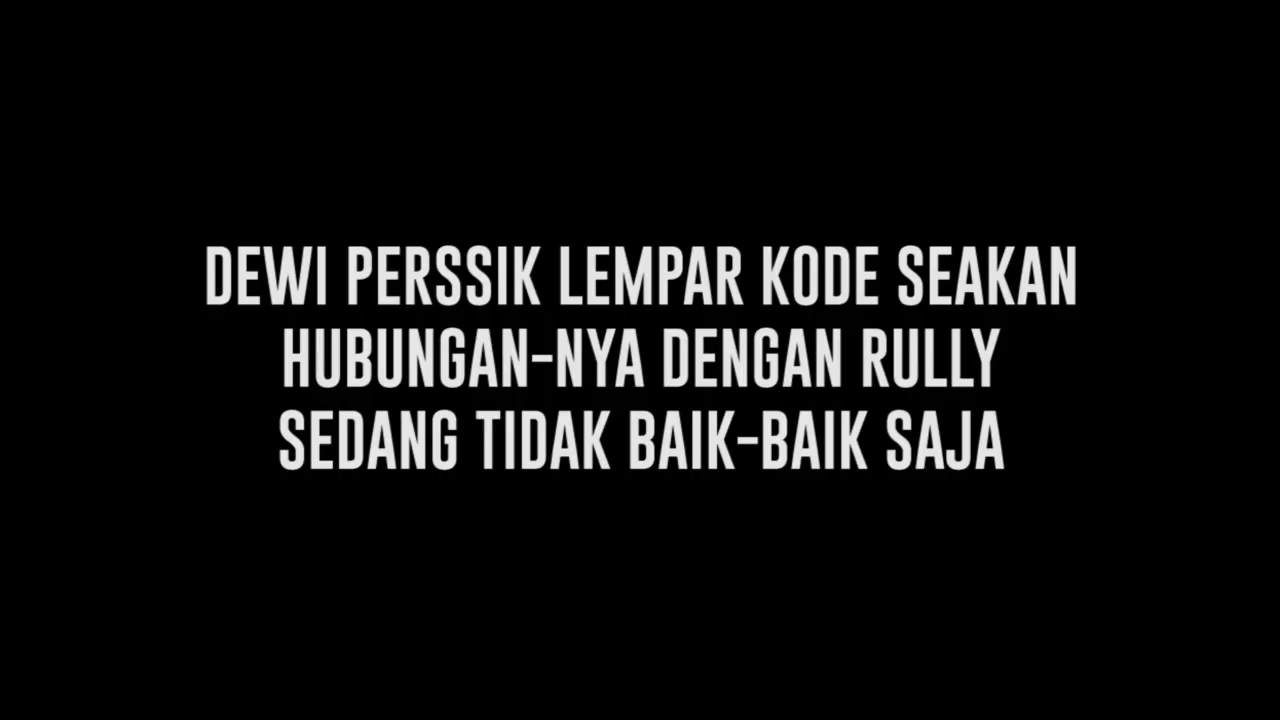 DEWI PERSSIK LEMPAR KODE SEAKAN
HUBUNGAN-NYA DENGAN RULLY
SEDANG TIDAK BAIK-BAIK SAJA